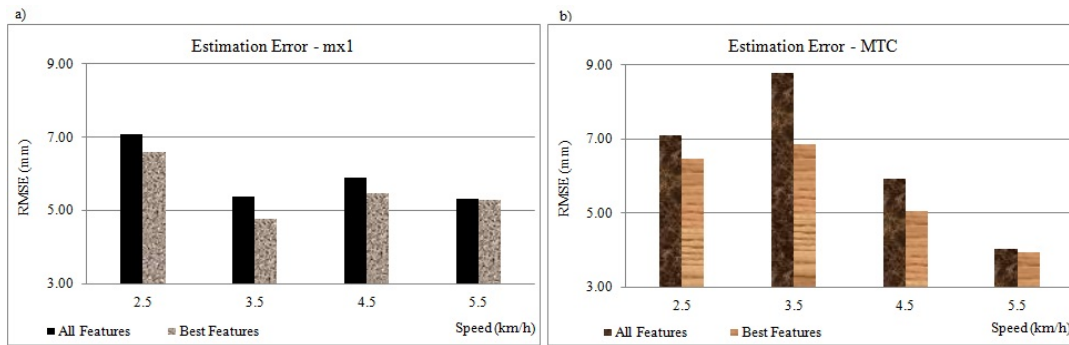 a)
Estimation Error - mx1
9.00
7.00
5.00
3.00
RMSE (mm)
2.5 3.5 4.5 5.5
All Features Best Features Speed (km/h)
b)
Estimation Error - MTC
9.00
7.00
5.00
3.00
RMSE (mm)
2.5 3.5 4.5 5.5
All Features Best Features Speed (km/h)